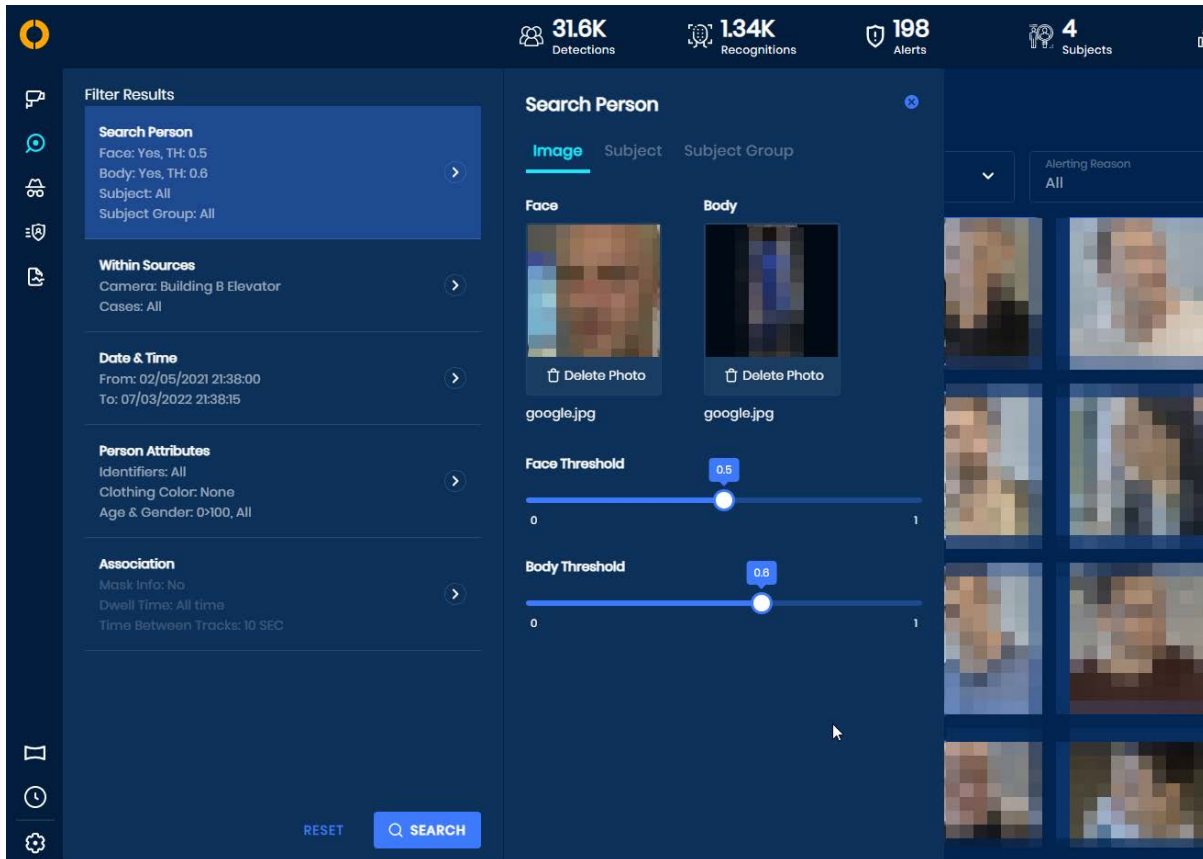 31.6K
Detections
1.34K
Recognitions
198
Alerts
4
Subjects
Filter Results
Search Person
Face: Yes, TH: 0.5
Body: Yes, TH: 0.6
Subject: All
Subject Group: All
Within Sources
Camera: Building B Elevator
Cases: All
Date & Time
From: 02/05/2021 21:38:00
To: 07/03/2022 21:38:15
Person Attributes
Identifiers: All
Clothing Color: None
Age & Gender: 0>100, All
Association
Mask Info: No
Dwell Time: All time
Time Between Tracks: 10 SEC
RESET
SEARCH
Search Person
Image Subject Subject Group
Face Body
Delete Photo Delete Photo
google.jpg google.jpg
Face Threshold
0.5
0 1
Body Threshold
0.6
0 1
Alerting Reason
All